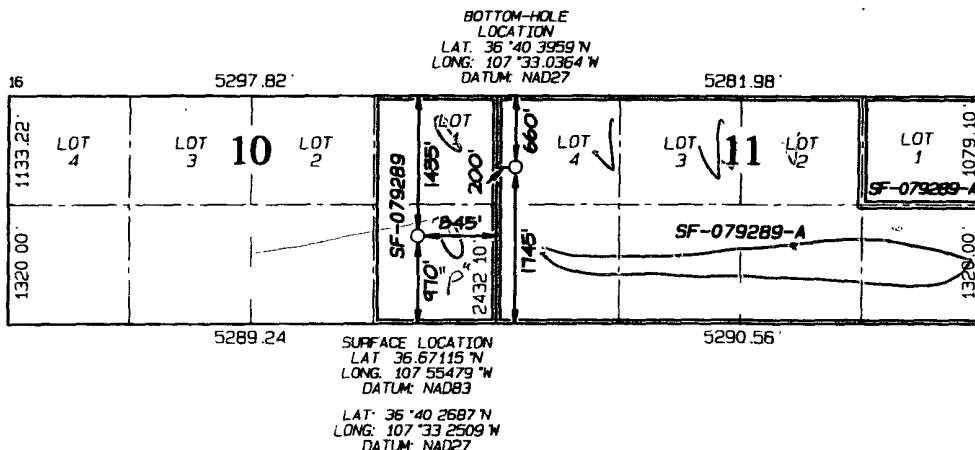 BOTTOM-HOLE
LOCATION
LAT. 36°40 3959 'N
LONG: 107°33.0364 'W
DATUM: NAD27
16
5297.82'
5281.98'
1133.22'
LOT
4
LOT
3
10
LOT
2
SF-079289
1435'
LOT
200'
660'
LOT
4
LOT
3
11
LOT
2
LOT
1
SF-079289-A
1079.10'
1320 00'
845'
970'
"P"
2432 10'
1745'
SF-079289-A
1320.00'
5289.24'
5290.56'
SURFACE LOCATION
LAT 36.67115 °N
LONG. 107 55479 °W
DATUM: NAD83
LAT: 36 °40 2687 'N
LONG: 107 °33 2509 'W
DATUM: NAD27